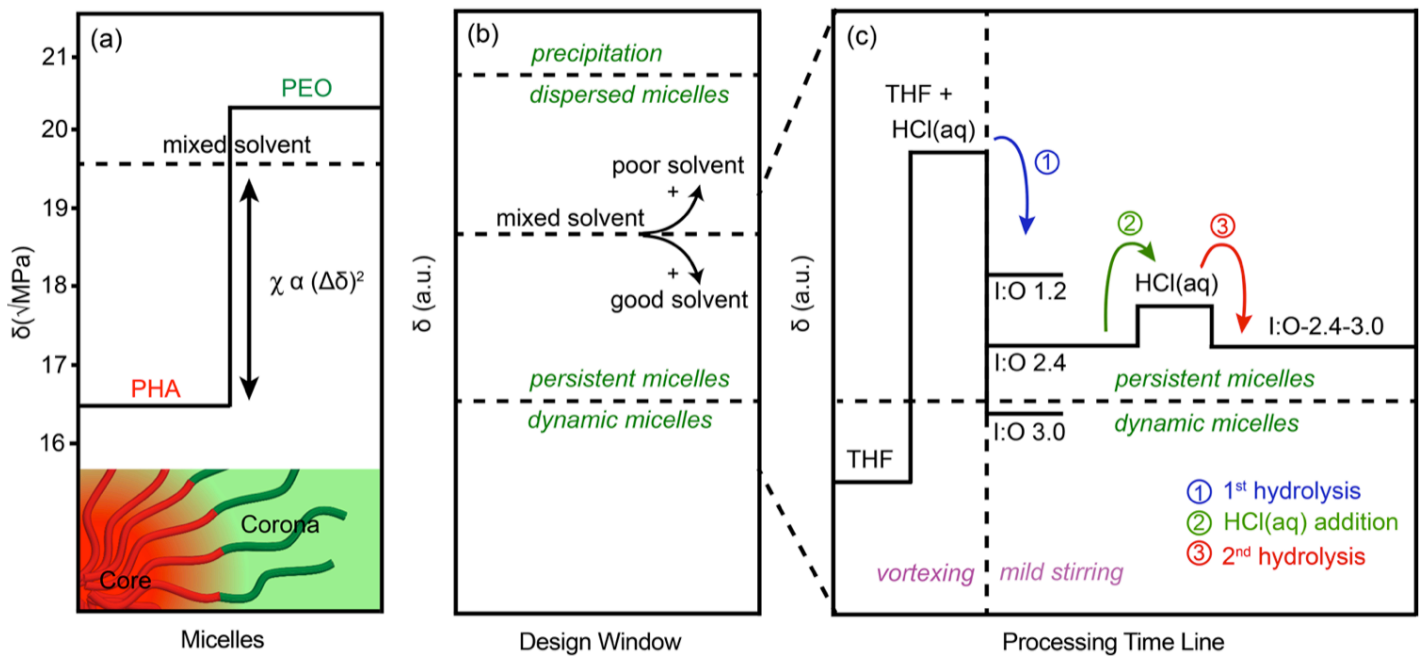 (a)
21
20
19
18
17
16
δ(√MPa)
PEO
mixed solvent
χ α (Δδ)²
PHA
Corona
Core
Micelles
(b)
δ (a.u.)
precipitation
dispersed micelles
poor solvent
+
mixed solvent
+
good solvent
persistent micelles
dynamic micelles
Design Window
(c)
δ (a.u.)
THF +
HCl(aq)
①
②
③
I:O 1.2
HCl(aq)
I:O-2.4-3.0
I:O 2.4
persistent micelles
dynamic micelles
I:O 3.0
THF
① 1st hydrolysis
② HCl(aq) addition
③ 2nd hydrolysis
vortexing mild stirring
Processing Time Line